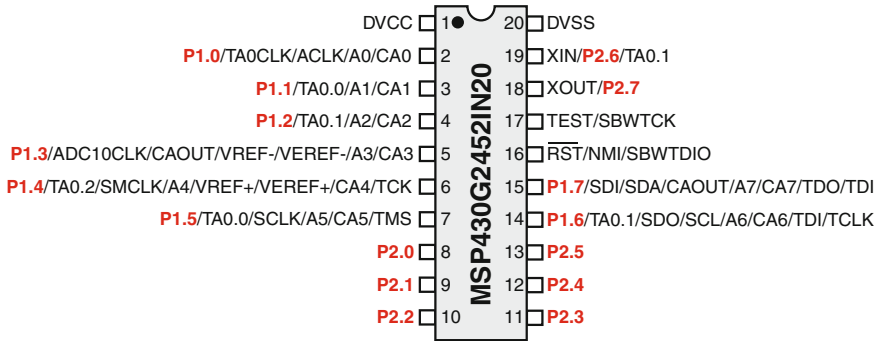 DVCC 1 20 DVSS
P1.0/TA0CLK/ACLK/A0/CA0 2 19 XIN/P2.6/TA0.1
P1.1/TA0.0/A1/CA1 3 18 XOUT/P2.7
P1.2/TA0.1/A2/CA2 4 17 TEST/SBWTCK
P1.3/ADC10CLK/CAOUT/VREF-/VEREF-/A3/CA3 5 16 RST/NMI/SBWTDIO
P1.4/TA0.2/SMCLK/A4/VREF+/VEREF+/CA4/TCK 6 15 P1.7/SDI/SDA/CAOUT/A7/CA7/TDO/TDI
P1.5/TA0.0/SCLK/A5/CA5/TMS 7 14 P1.6/TA0.1/SDO/SCL/A6/CA6/TDI/TCLK
P2.0 8 13 P2.5
P2.1 9 12 P2.4
P2.2 10 11 P2.3
MSP430G2452IN20